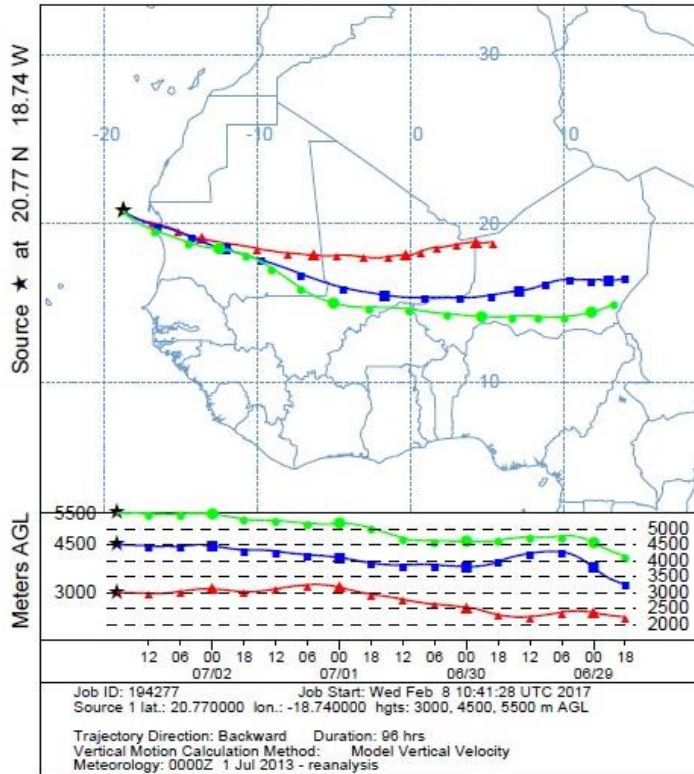 Source ★ at 20.77 N 18.74 W
30
-20 -10 0 10
20
10
Meters AGL
5500
4500
3000
5000
4500
4000
3500
3000
2500
2000
12 06 00 18 12 06 00 18 12 06 00 18 12 06 00 18
07/02 07/01 06/30 06/29
Job ID: 194277 Job Start: Wed Feb 8 10:41:28 UTC 2017
Source 1 lat.: 20.770000 lon.: -18.740000 hgts: 3000, 4500, 5500 m AGL
Trajectory Direction: Backward Duration: 96 hrs
Vertical Motion Calculation Method: Model Vertical Velocity
Meteorology: 0000Z 1 Jul 2013 - reanalysis